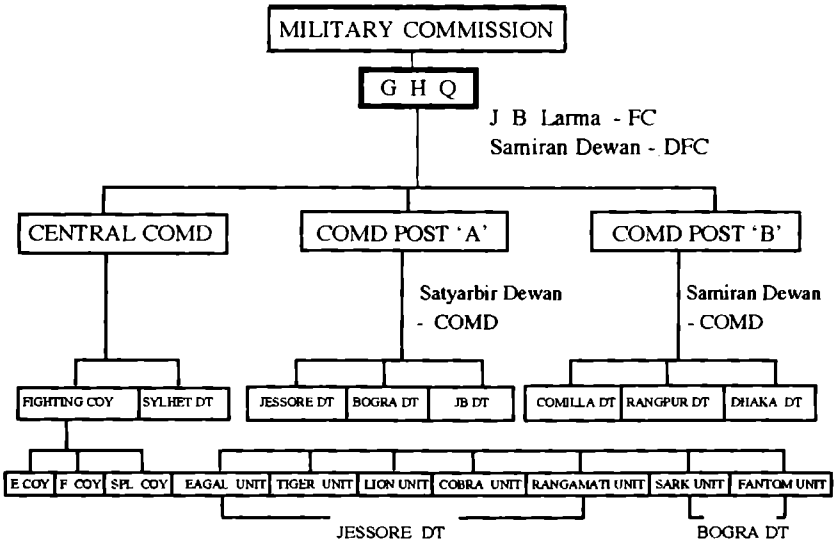 MILITARY COMMISSION
G H Q
J B Larma - FC
Samiran Dewan - DFC
CENTRAL COMD
COMD POST 'A'
COMD POST 'B'
Satyarbir Dewan
- COMD
Samiran Dewan
- COMD
FIGHTING COY
SYLHET DT
JESSORE DT
BOGRA DT
JB DT
COMILLA DT
RANGPUR DT
DHAKA DT
E COY
F COY
SPL COY
EAGAL UNIT
TIGER UNIT
LION UNIT
COBRA UNIT
RANGAMATI UNIT
SARK UNIT
FANTOM UNIT
JESSORE DT
BOGRA DT